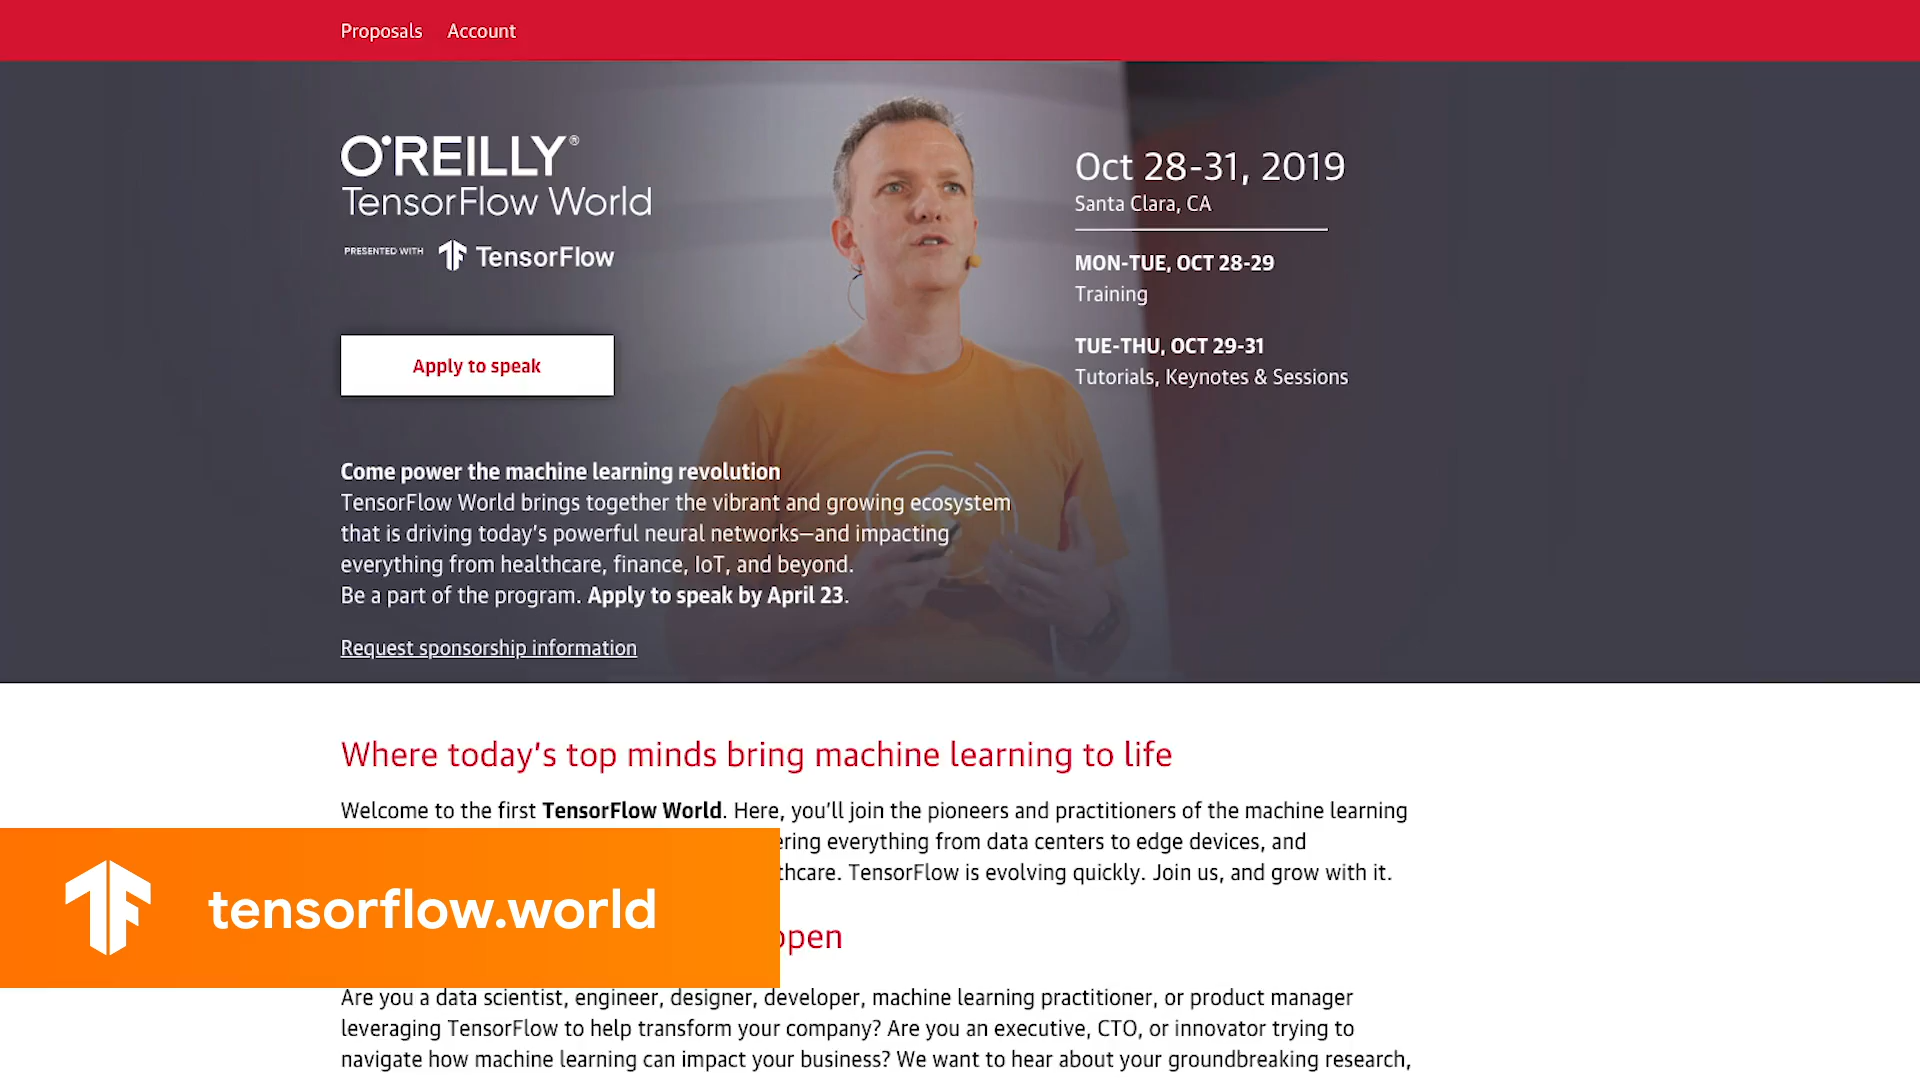 Proposals Account
O'REILLY®
TensorFlow World
PRESENTED WITH TensorFlow
Apply to speak
Oct 28-31, 2019
Santa Clara, CA
MON-TUE, OCT 28-29
Training
TUE-THU, OCT 29-31
Tutorials, Keynotes & Sessions
Come power the machine learning revolution
TensorFlow World brings together the vibrant and growing ecosystem
that is driving today's powerful neural networks—and impacting
everything from healthcare, finance, IoT, and beyond.
Be a part of the program. Apply to speak by April 23.
Request sponsorship information
Where today's top minds bring machine learning to life
Welcome to the first TensorFlow World. Here, you'll join the pioneers and practitioners of the machine learning
everything from data centers to edge devices, and
TensorFlow is evolving quickly. Join us, and grow with it.
tensorflow.world
open
Are you a data scientist, engineer, designer, developer, machine learning practitioner, or product manager
leveraging TensorFlow to help transform your company? Are you an executive, CTO, or innovator trying to
navigate how machine learning can impact your business? We want to hear about your groundbreaking research,